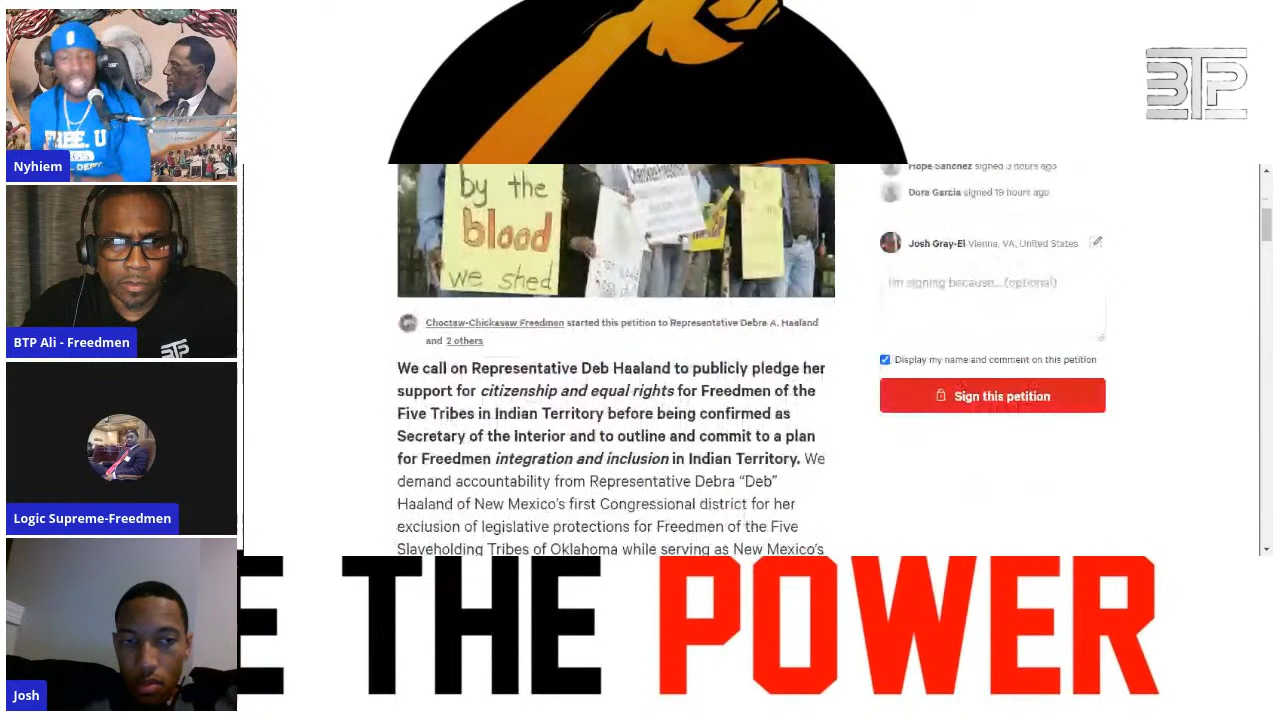 BTP
FREE. U
Nyhiem
BTP Ali - Freedmen
Logic Supreme-Freedmen
Josh
by the
blood
we shed
Hope Sanchez signed 3 hours ago
Dora Garcia signed 19 hours ago
Josh Gray-El Vienna, VA, United States
I'm signing because... (optional)
Display my name and comment on this petition
Sign this petition
Choctaw-Chickasaw Freedmen started this petition to Representative Debra A. Haaland
and 2 others
We call on Representative Deb Haaland to publicly pledge her
support for citizenship and equal rights for Freedmen of the
Five Tribes in Indian Territory before being confirmed as
Secretary of the Interior and to outline and commit to a plan
for Freedmen integration and inclusion in Indian Territory. We
demand accountability from Representative Debra “Deb”
Haaland of New Mexico’s first Congressional district for her
exclusion of legislative protections for Freedmen of the Five
Slaveholding Tribes of Oklahoma while serving as New Mexico’s
E THE POWER